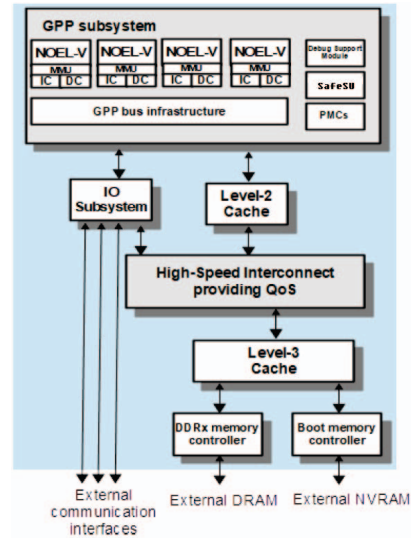 GPP subsystem
NOEL-V NOEL-V NOEL-V NOEL-V
MMU MMU MMU MMU
IC DC IC DC IC DC IC DC
Debug Support
Module
SafeSU
PMCs
GPP bus infrastructure
IO
Subsystem
Level-2
Cache
High-Speed Interconnect
providing QoS
Level-3
Cache
DDRx memory
controller
Boot memory
controller
External
communication
interfaces
External DRAM
External NVRAM